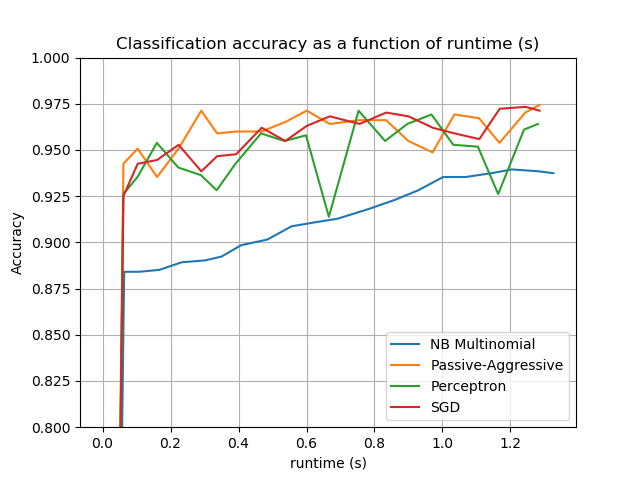 Classification accuracy as a function of runtime (s)
1.000
0.975
0.950
0.925
0.900
0.875
0.850
0.825
0.800
Accuracy
NB Multinomial
Passive-Aggressive
Perceptron
SGD
0.0 0.2 0.4 0.6 0.8 1.0 1.2
runtime (s)